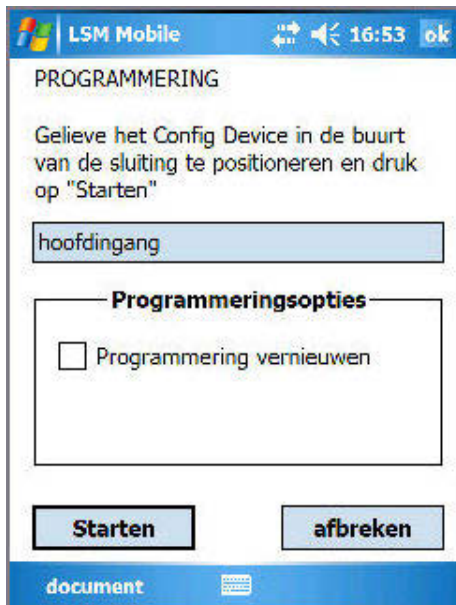 LSM Mobile 16:53 ok
PROGRAMMERING
Gelieve het Config Device in de buurt
van de sluiting te positioneren en druk
op "Starten"
hoofdingang
Programmeringsopties
Programmering vernieuwen
Starten afbreken
document